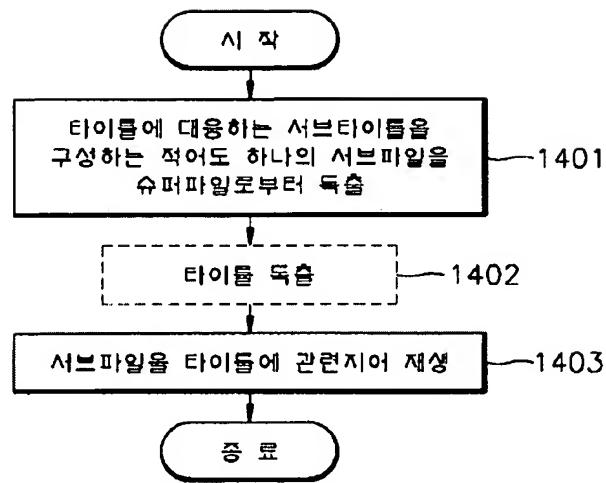 시 작
타이틀에 대응하는 서브타이틀을
구성하는 적어도 하나의 서브파일을
슈퍼파일로부터 독출
1401
타이틀 독출
1402
서브파일을 타이틀에 관련지어 재생
1403
종 료